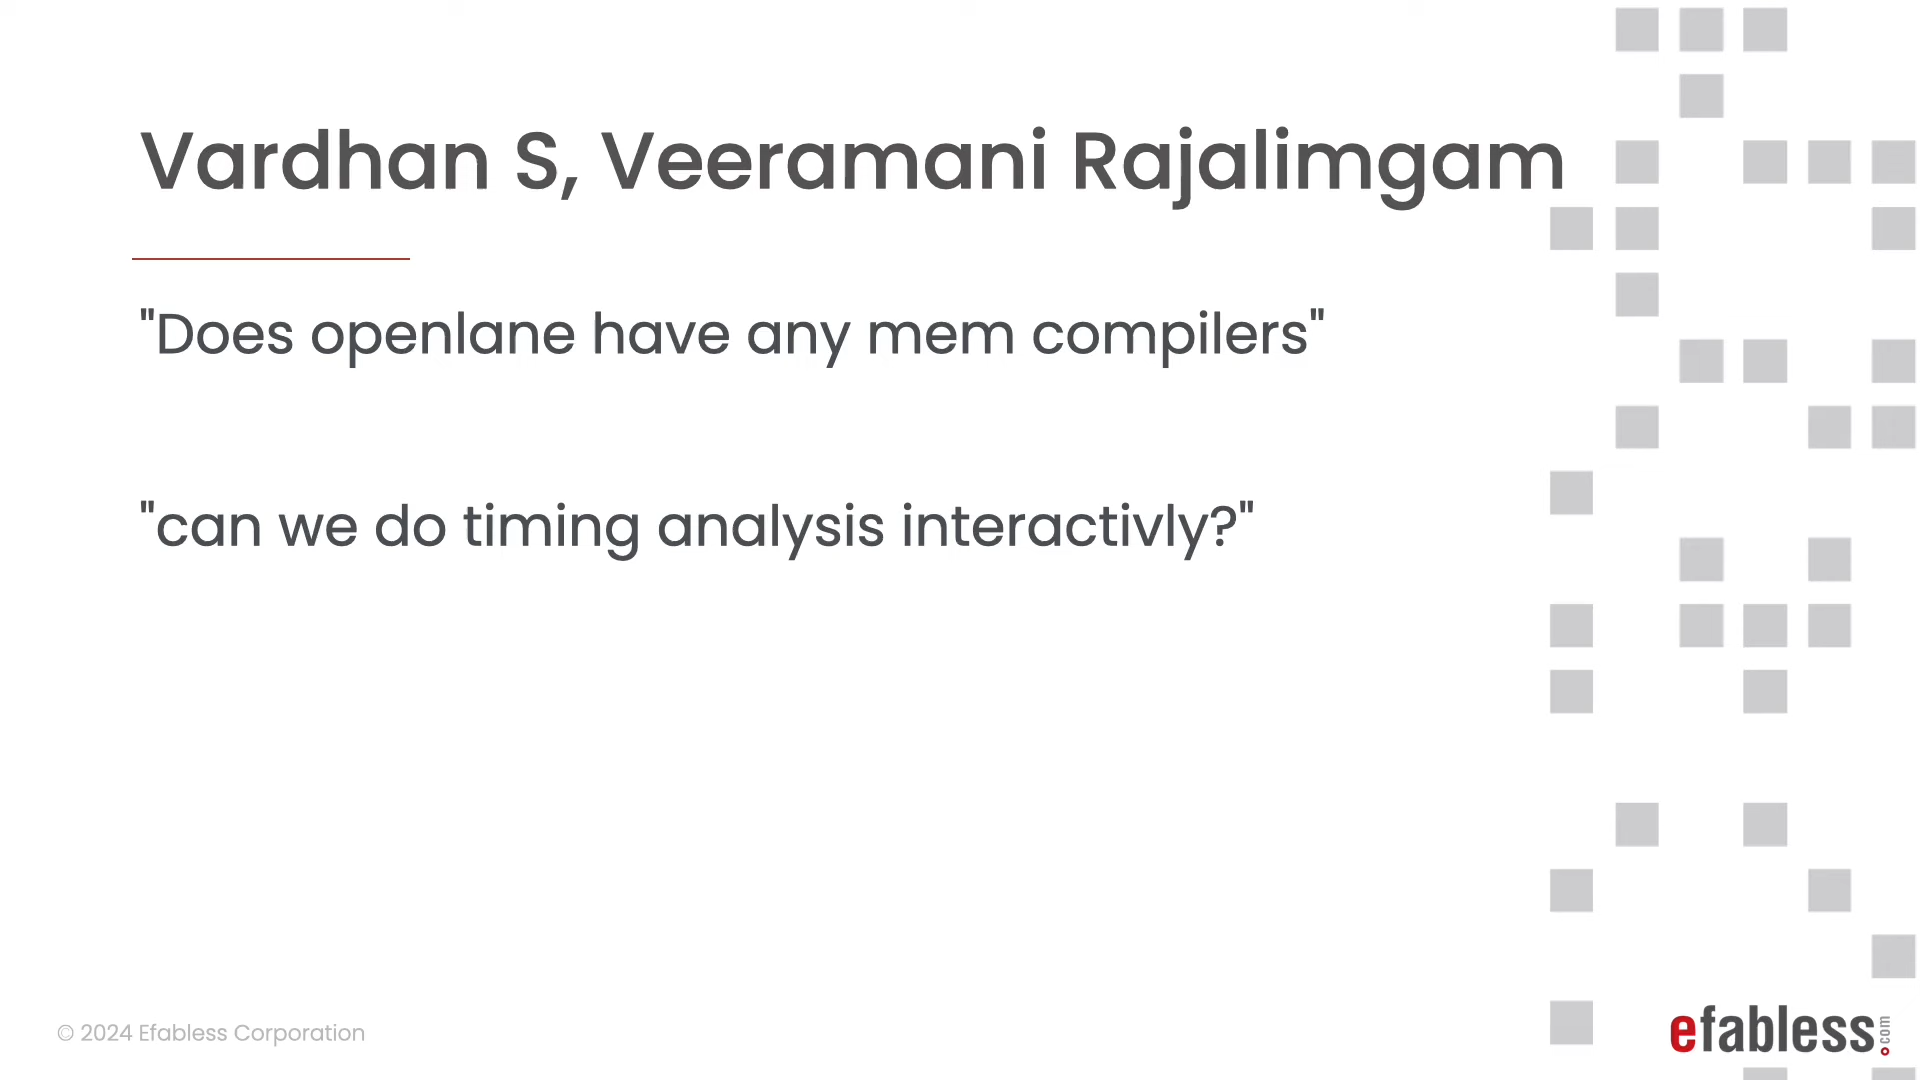 Vardhan S, Veeramani Rajalimgam
"Does openlane have any mem compilers"
"can we do timing analysis interactivly?"
© 2024 Efabless Corporation
efabless.com